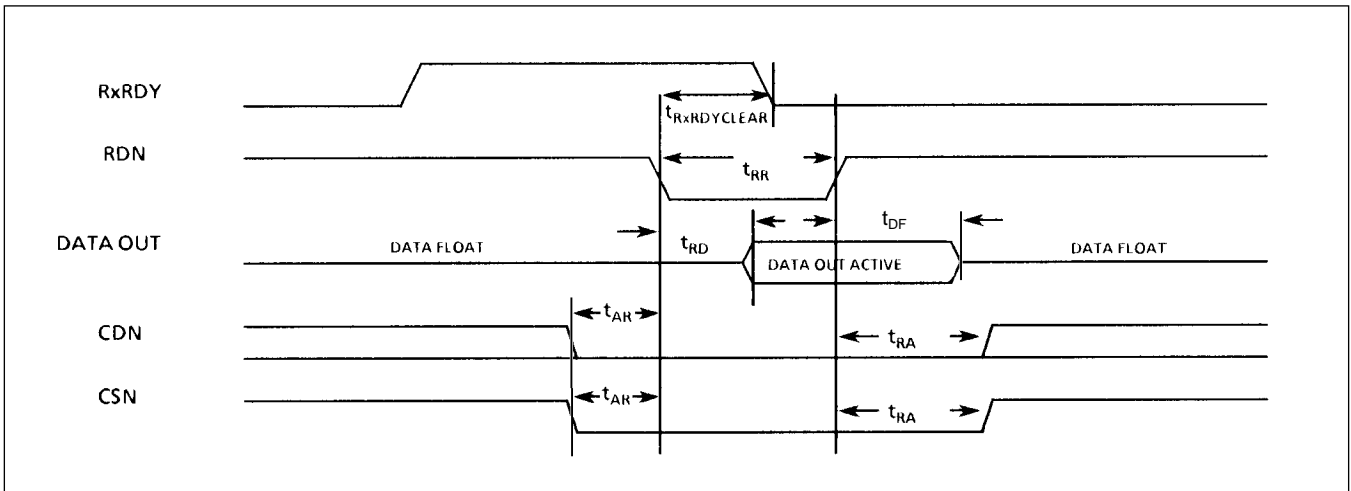 RxRDY
tRxRDYCLEAR
RDN
tRR
DATA OUT
DATA FLOAT
tRD
DATA OUT ACTIVE
tDF
DATA FLOAT
CDN
tAR
tRA
CSN
tAR
tRA